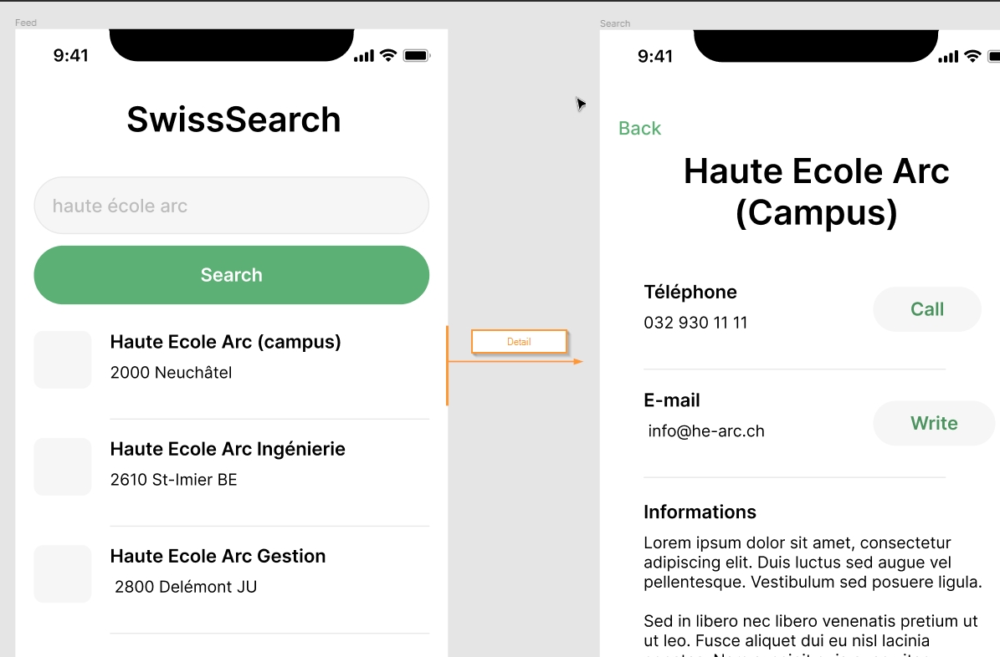 Feed
9:41
SwissSearch
haute école arc
Search
Haute Ecole Arc (campus)
2000 Neuchâtel
Haute Ecole Arc Ingénierie
2610 St-Imier BE
Haute Ecole Arc Gestion
2800 Delémont JU
Detail
Search
9:41
Back
Haute Ecole Arc
(Campus)
Téléphone
032 930 11 11
Call
E-mail
info@he-arc.ch
Write
Informations
Lorem ipsum dolor sit amet, consectetur
adipiscing elit. Duis luctus sed augue vel
pellentesque. Vestibulum sed posuere ligula.
Sed in libero nec libero venenatis pretium ut
ut leo. Fusce aliquet dui eu nisl lacinia